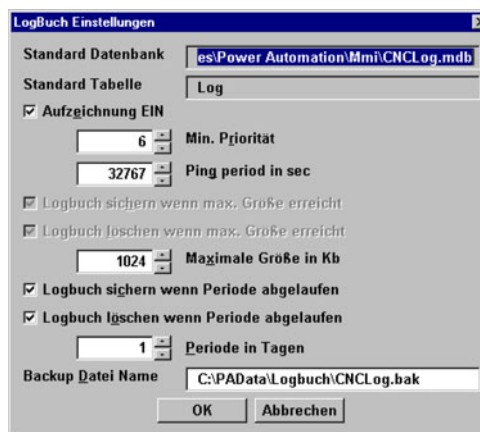 LogBuch Einstellungen
Standard Datenbank es\Power Automation\Mmi\CNCLog.mdb
Standard Tabelle Log
Aufzeichnung EIN
6 Min. Priorität
32767 Ping period in sec
Logbuch sichern wenn max. Größe erreicht
Logbuch löschen wenn max. Größe erreicht
1024 Maximale Größe in Kb
Logbuch sichern wenn Periode abgelaufen
Logbuch löschen wenn Periode abgelaufen
1 Periode in Tagen
Backup Datei Name C:\PAData\Logbuch\CNCLog.bak
OK Abbrechen